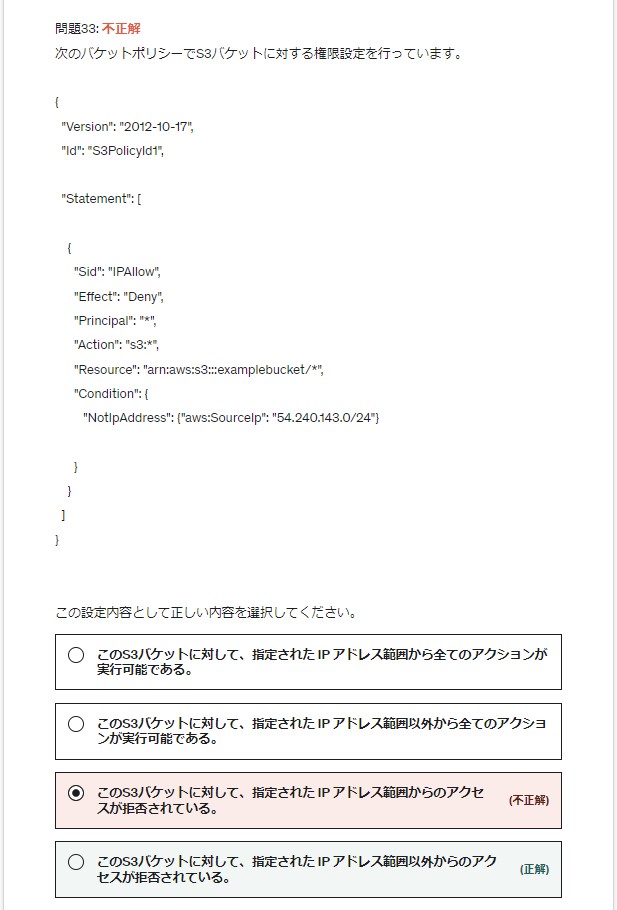 問題33: 不正解
次のバケットポリシーでS3バケットに対する権限設定を行っています。
{
"Version": "2012-10-17",
"Id": "S3PolicyId1",
"Statement": [
{
"Sid": "IPAllow",
"Effect": "Deny",
"Principal": "*",
"Action": "s3:*",
"Resource": "arn:aws:s3:::examplebucket/*",
"Condition": {
"NotIpAddress": {"aws:SourceIp": "54.240.143.0/24"}
}
}
]
}
この設定内容として正しい内容を選択してください。
このS3バケットに対して、指定された IP アドレス範囲から全てのアクションが
実行可能である。
このS3バケットに対して、指定された IP アドレス範囲以外から全てのアクショ
ンが実行可能である。
このS3バケットに対して、指定された IP アドレス範囲からのアクセ
スが拒否されている。
(不正解)
このS3バケットに対して、指定された IP アドレス範囲以外からのアク
セスが拒否されている。
(正解)